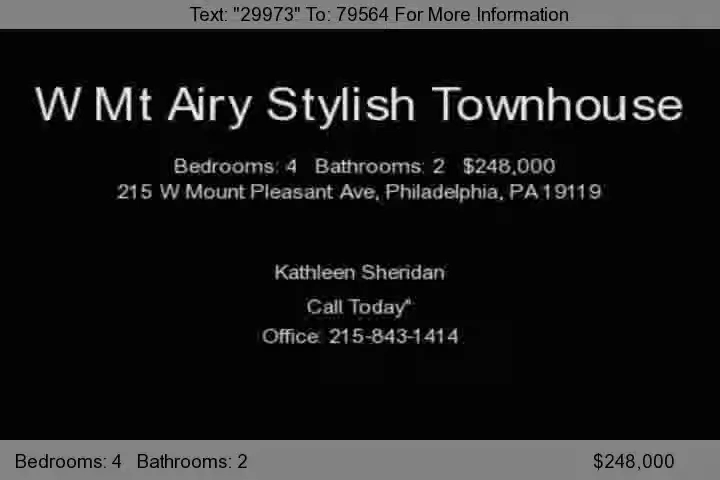 Text: "29973" To: 79564 For More Information
W Mt Airy Stylish Townhouse
Bedrooms: 4 Bathrooms: 2 $248,000
215 W Mount Pleasant Ave, Philadelphia, PA 19119
Kathleen Sheridan
Call Today"
Office: 215-843-1414
Bedrooms: 4 Bathrooms: 2 $248,000